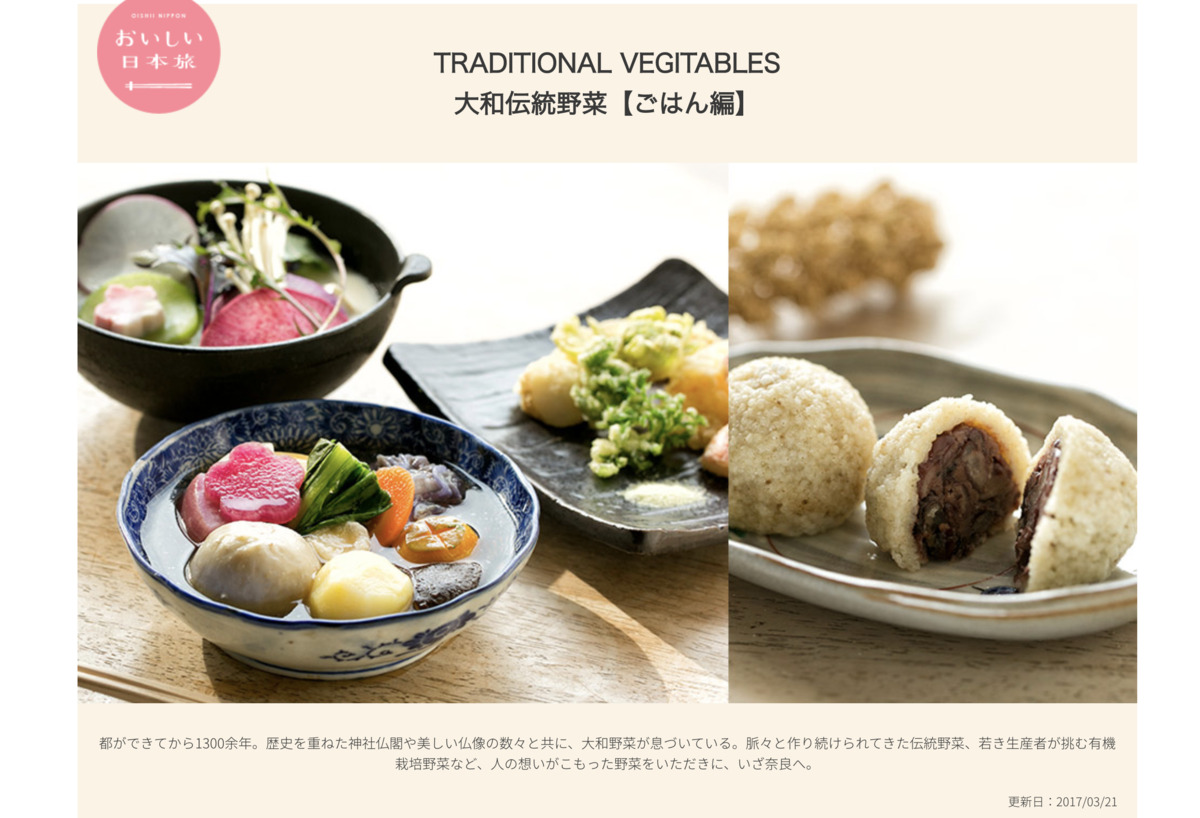 OISHII NIPPON
おいしい
日本旅
TRADITIONAL VEGITABLES
大和伝統野菜【ごはん編】
都ができてから1300余年。歴史を重ねた神社仏閣や美しい仏像の数々と共に、大和野菜が息づいている。脈々と作り続けられてきた伝統野菜、若き生産者が挑む有機
栽培野菜など、人の想いがこもった野菜をいただきに、いざ奈良へ。
更新日：2017/03/21